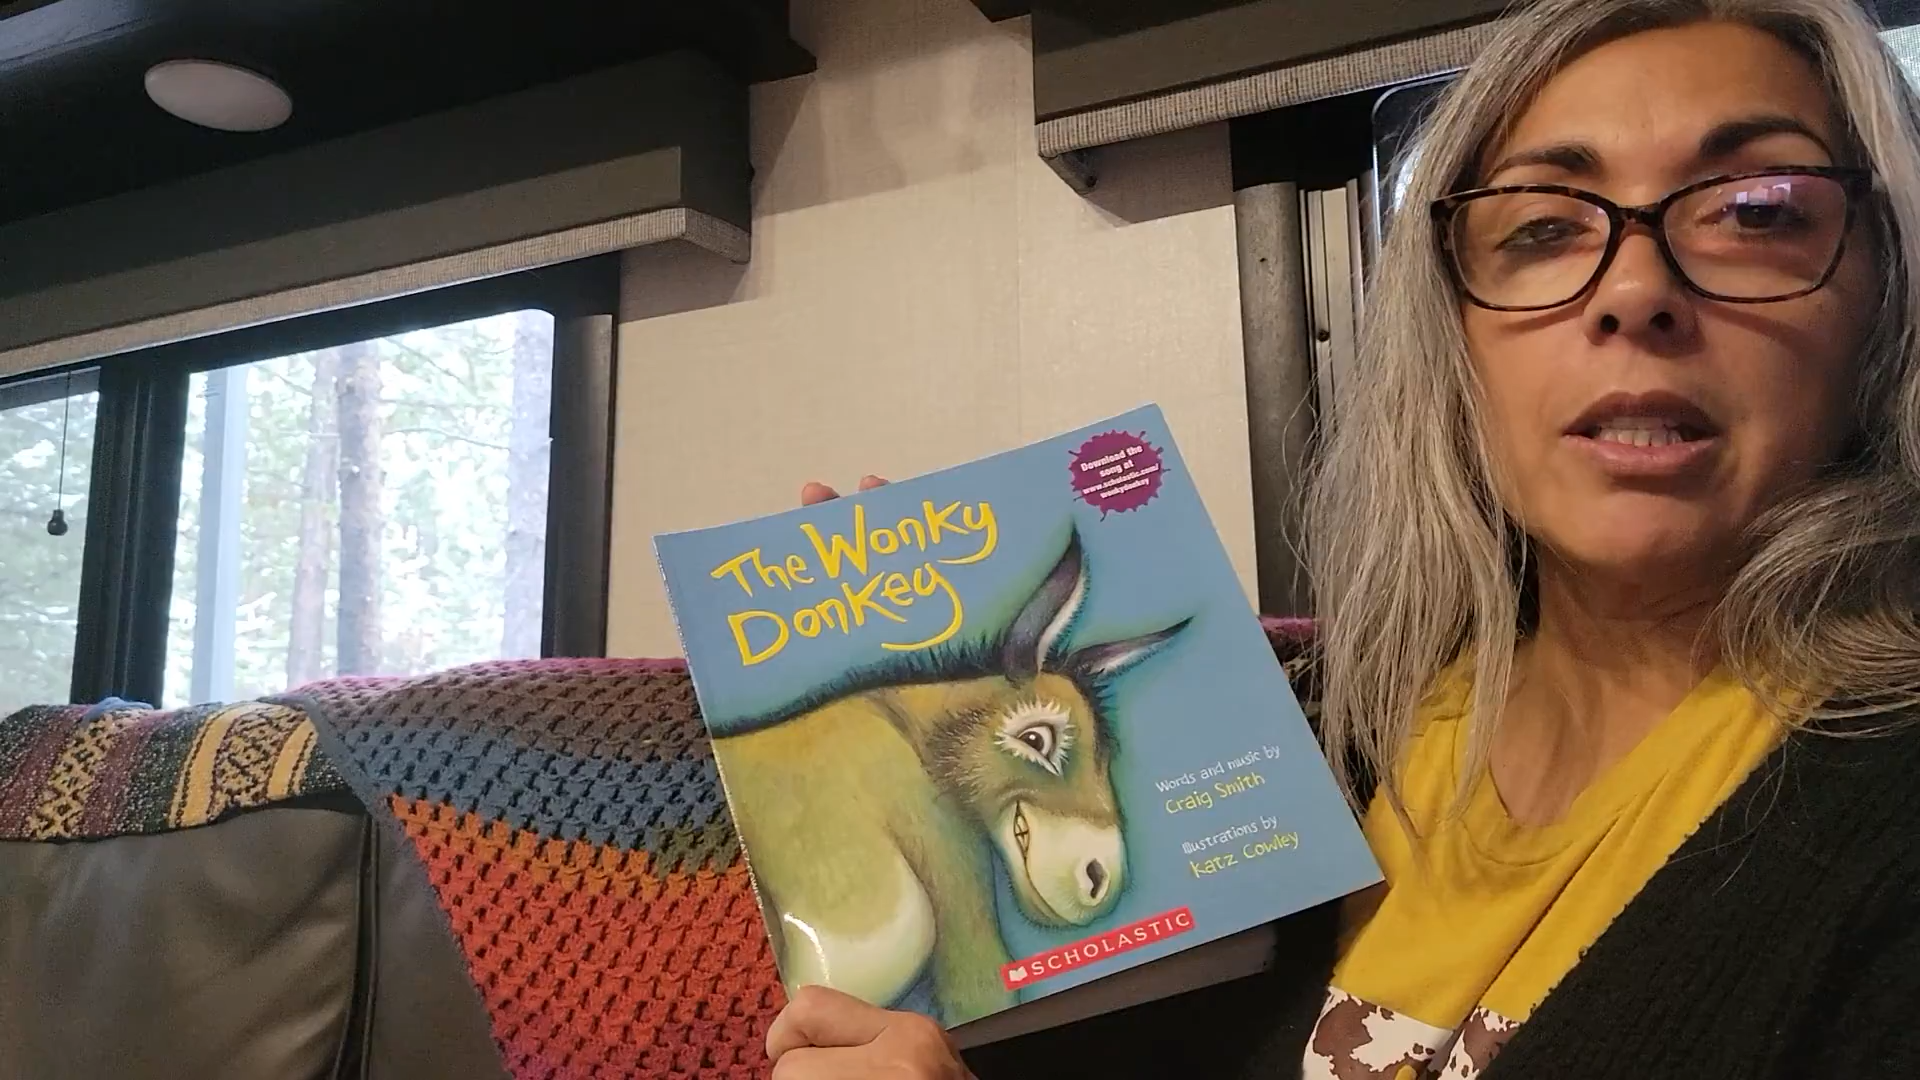 Download the
song at
www.scholastic.com/
wonkydonkey
The Wonky
Donkey
Words and music by
Craig Smith
Illustrations by
Katz Cowley
SCHOLASTIC